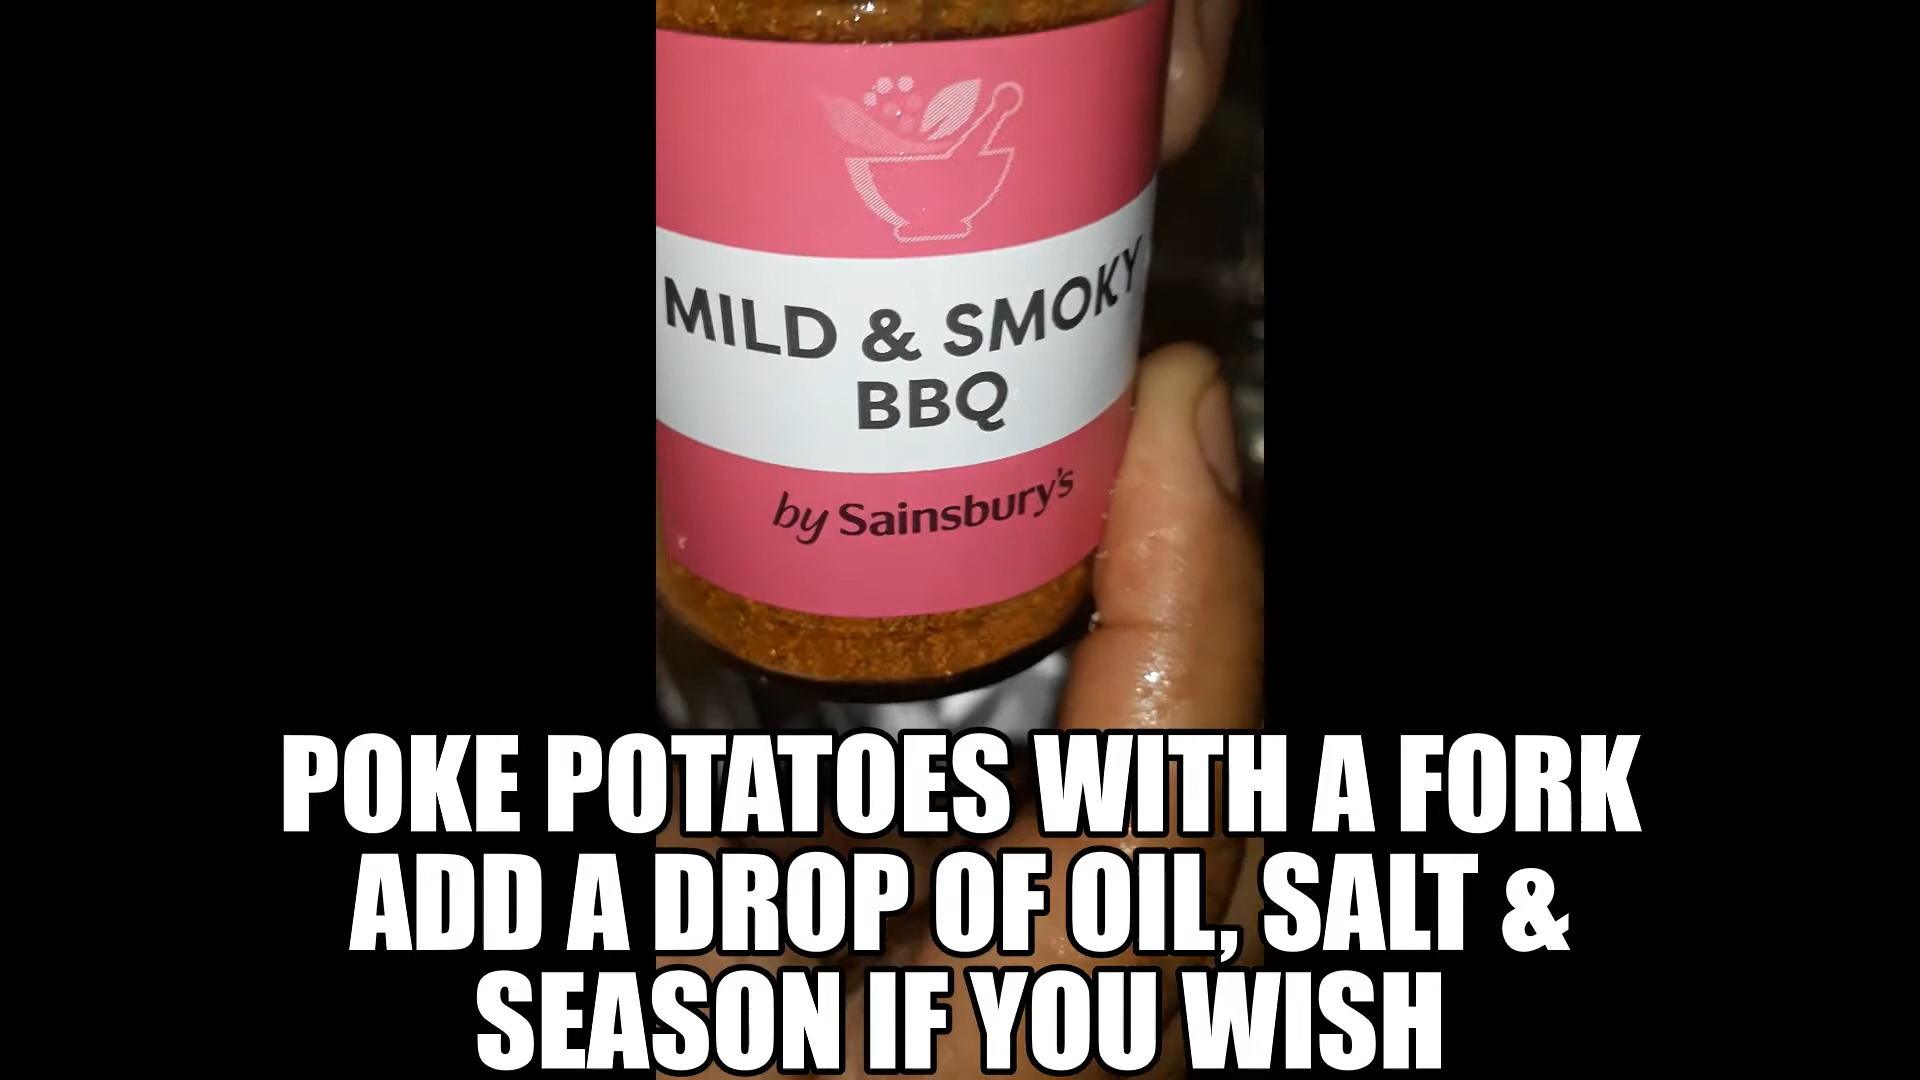 MILD & SMOKY
BBQ
by Sainsbury's
POKE POTATOES WITH A FORK
ADD A DROP OF OIL, SALT &
SEASON IF YOU WISH